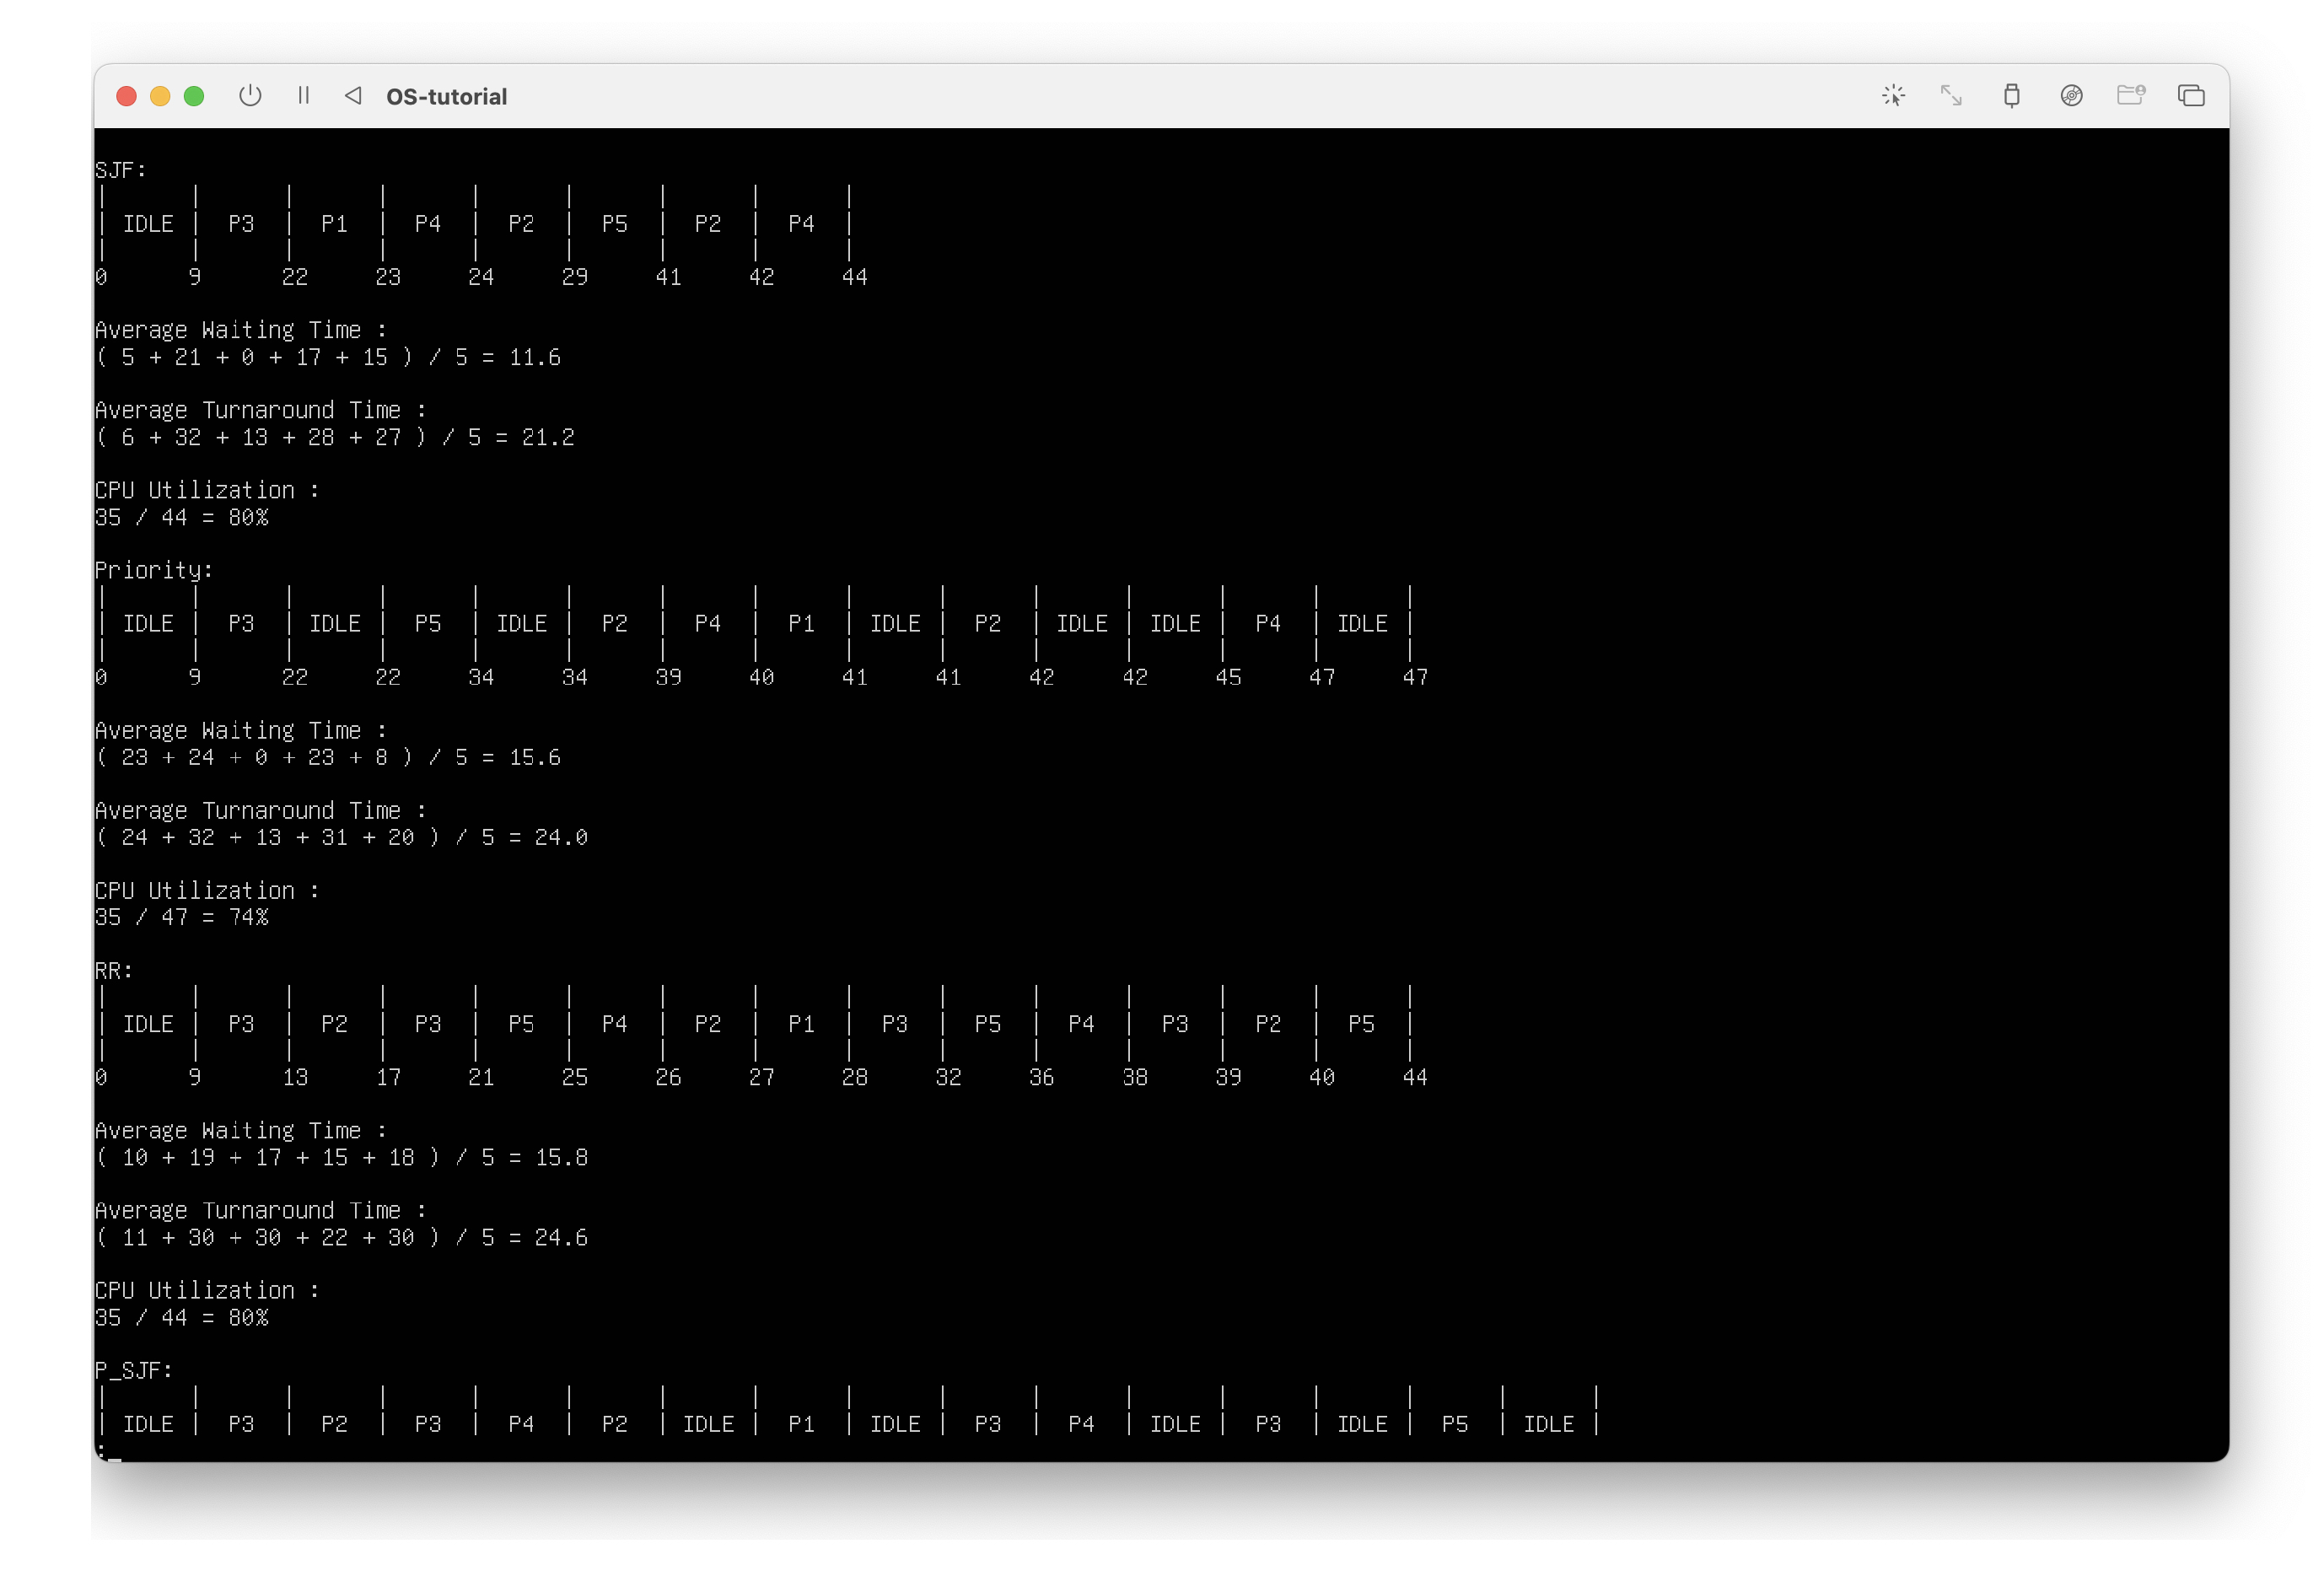 OS-tutorial
SJF:
| IDLE | P3 | P1 | P4 | P2 | P5 | P2 | P4 |
0 9 22 23 24 29 41 42 44
Average Waiting Time :
( 5 + 21 + 0 + 17 + 15 ) / 5 = 11.6
Average Turnaround Time :
( 6 + 32 + 13 + 28 + 27 ) / 5 = 21.2
CPU Utilization :
35 / 44 = 80%
Priority:
| IDLE | P3 | IDLE | P5 | IDLE | P2 | P4 | P1 | IDLE | P2 | IDLE | IDLE | P4 | IDLE |
0 9 22 22 34 34 39 40 41 41 42 42 45 47 47
Average Waiting Time :
( 23 + 24 + 0 + 23 + 8 ) / 5 = 15.6
Average Turnaround Time :
( 24 + 32 + 13 + 31 + 20 ) / 5 = 24.0
CPU Utilization :
35 / 47 = 74%
RR:
| IDLE | P3 | P2 | P3 | P5 | P4 | P2 | P1 | P3 | P5 | P4 | P3 | P2 | P5 |
0 9 13 17 21 25 26 27 28 32 36 38 39 40 44
Average Waiting Time :
( 10 + 19 + 17 + 15 + 18 ) / 5 = 15.8
Average Turnaround Time :
( 11 + 30 + 30 + 22 + 30 ) / 5 = 24.6
CPU Utilization :
35 / 44 = 80%
P_SJF:
| IDLE | P3 | P2 | P3 | P4 | P2 | IDLE | P1 | IDLE | P3 | P4 | IDLE | P3 | IDLE | P5 | IDLE |
: